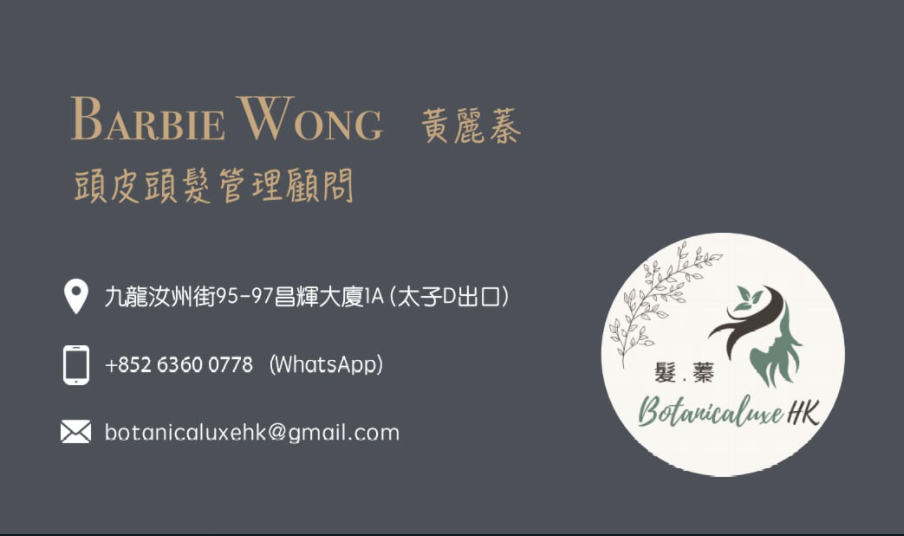 BARBIE WONG 黃麗蓁
頭皮頭髮管理顧問
九龍汝州街95-97昌輝大廈1A (太子D出口)
+852 6360 0778 (WhatsApp)
botanicaluxehk@gmail.com
髮.蓁
Botanicaluxe HK